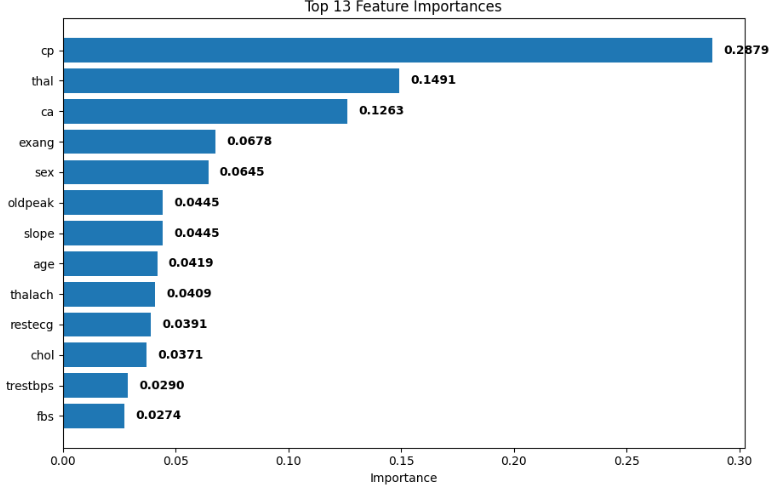 Top 13 Feature Importances
cp 0.2879
thal 0.1491
ca 0.1263
exang 0.0678
sex 0.0645
oldpeak 0.0445
slope 0.0445
age 0.0419
thalach 0.0409
restecg 0.0391
chol 0.0371
trestbps 0.0290
fbs 0.0274
0.00 0.05 0.10 0.15 0.20 0.25 0.30
Importance